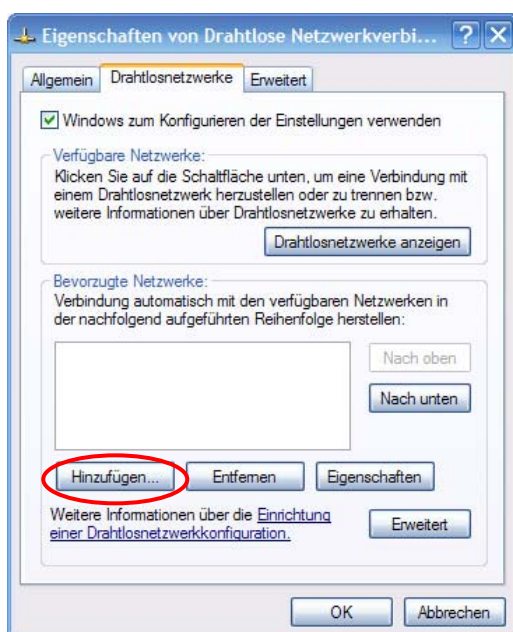 Eigenschaften von Drahtlose Netzwerkverbi...
Allgemein Drahtlosnetzwerke Erweitert
Windows zum Konfigurieren der Einstellungen verwenden
Verfügbare Netzwerke:
Klicken Sie auf die Schaltfläche unten, um eine Verbindung mit
einem Drahtlosnetzwerk herzustellen oder zu trennen bzw.
weitere Informationen über Drahtlosnetzwerke zu erhalten.
Drahtlosnetzwerke anzeigen
Bevorzugte Netzwerke:
Verbindung automatisch mit den verfügbaren Netzwerken in
der nachfolgend aufgeführten Reihenfolge herstellen:
Nach oben
Nach unten
Hinzufügen... Entfernen Eigenschaften
Weitere Informationen über die Einrichtung
einer Drahtlosnetzwerkkonfiguration.
Erweitert
OK Abbrechen